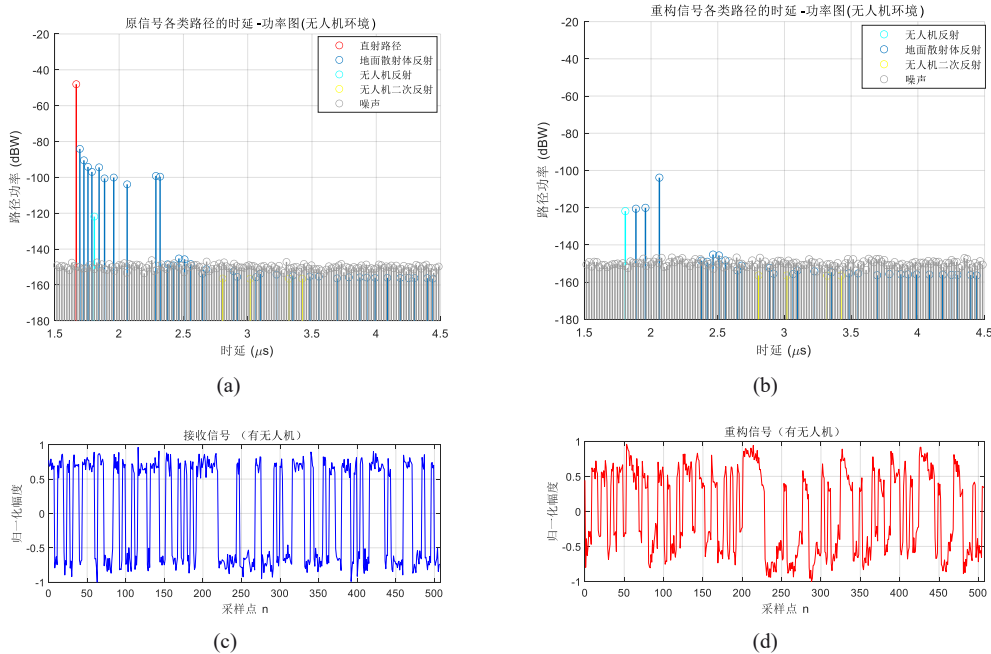 原信号各类路径的时延 -功率图(无人机环境)
-20
-40
-60
-80
-100
-120
-140
-160
-180
路径功率 (dBW)
直射路径
地面散射体反射
无人机反射
无人机二次反射
噪声
1.5 2 2.5 3 3.5 4 4.5
时延 (μs)
(a)
重构信号各类路径的时延-功率图(无人机环境)
-20
-40
-60
-80
-100
-120
-140
-160
-180
路径功率 (dBW)
无人机反射
地面散射体反射
无人机二次反射
噪声
1.5 2 2.5 3 3.5 4 4.5
时延 (μs)
(b)
接收信号 （有无人机）
1
0.5
0
-0.5
-1
归一化幅度
0 50 100 150 200 250 300 350 400 450 500
采样点 n
(c)
重构信号（有无人机）
1
0.5
0
-0.5
-1
归一化幅度
0 50 100 150 200 250 300 350 400 450 500
采样点 n
(d)